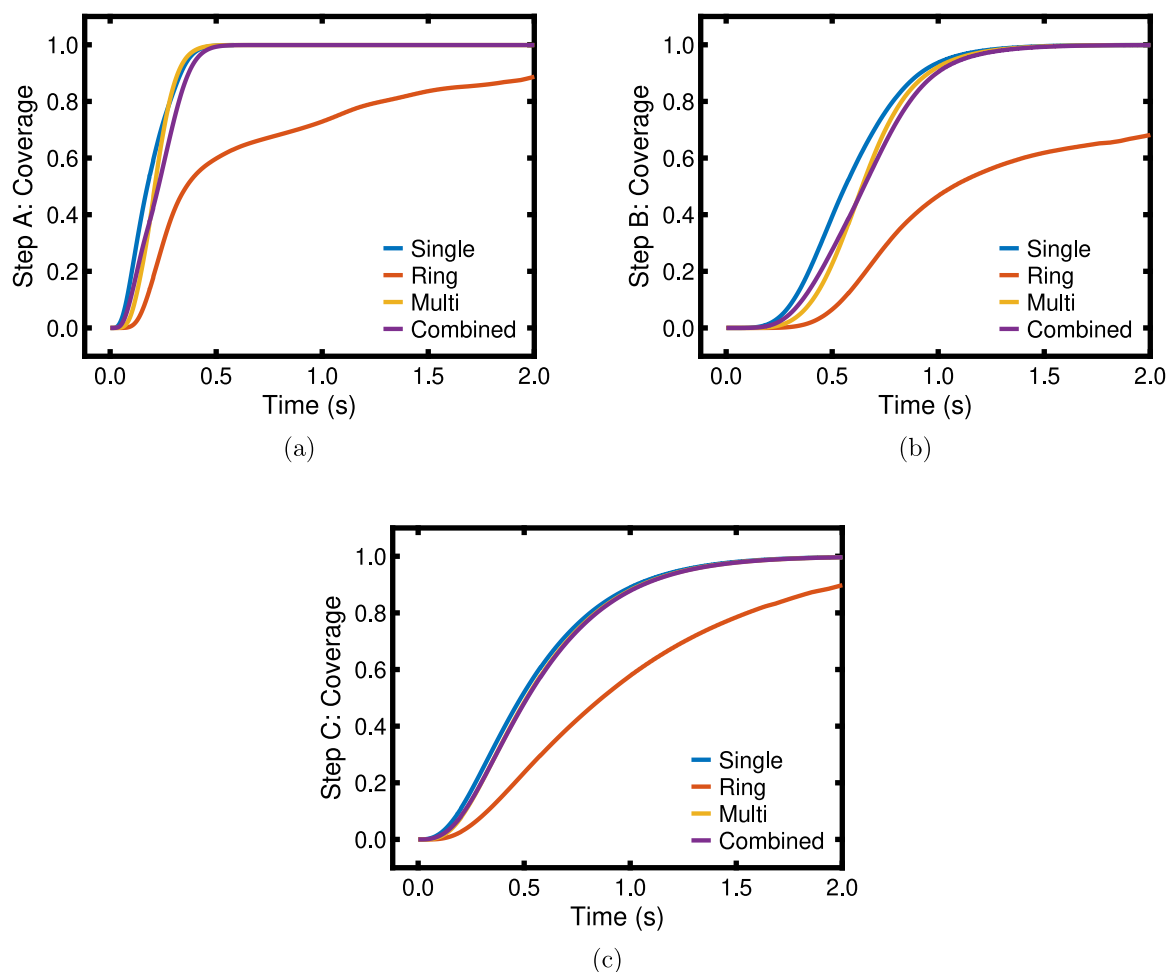 Step A: Coverage
1.0
0.8
0.6
0.4
0.2
0.0
Single
Ring
Multi
Combined
0.0 0.5 1.0 1.5 2.0
Time (s)
(a)
Step B: Coverage
1.0
0.8
0.6
0.4
0.2
0.0
Single
Ring
Multi
Combined
0.0 0.5 1.0 1.5 2.0
Time (s)
(b)
Step C: Coverage
1.0
0.8
0.6
0.4
0.2
0.0
Single
Ring
Multi
Combined
0.0 0.5 1.0 1.5 2.0
Time (s)
(c)